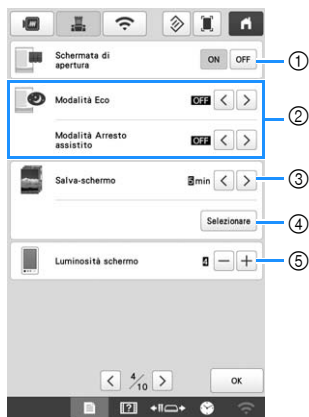 Schermata di
apertura
ON OFF
①
Modalità Eco
OFF
②
Modalità Arresto
assistito
OFF
Salva-schermo
5min
③
Selezionare
④
Luminosità schermo
4
⑤
4/10
OK